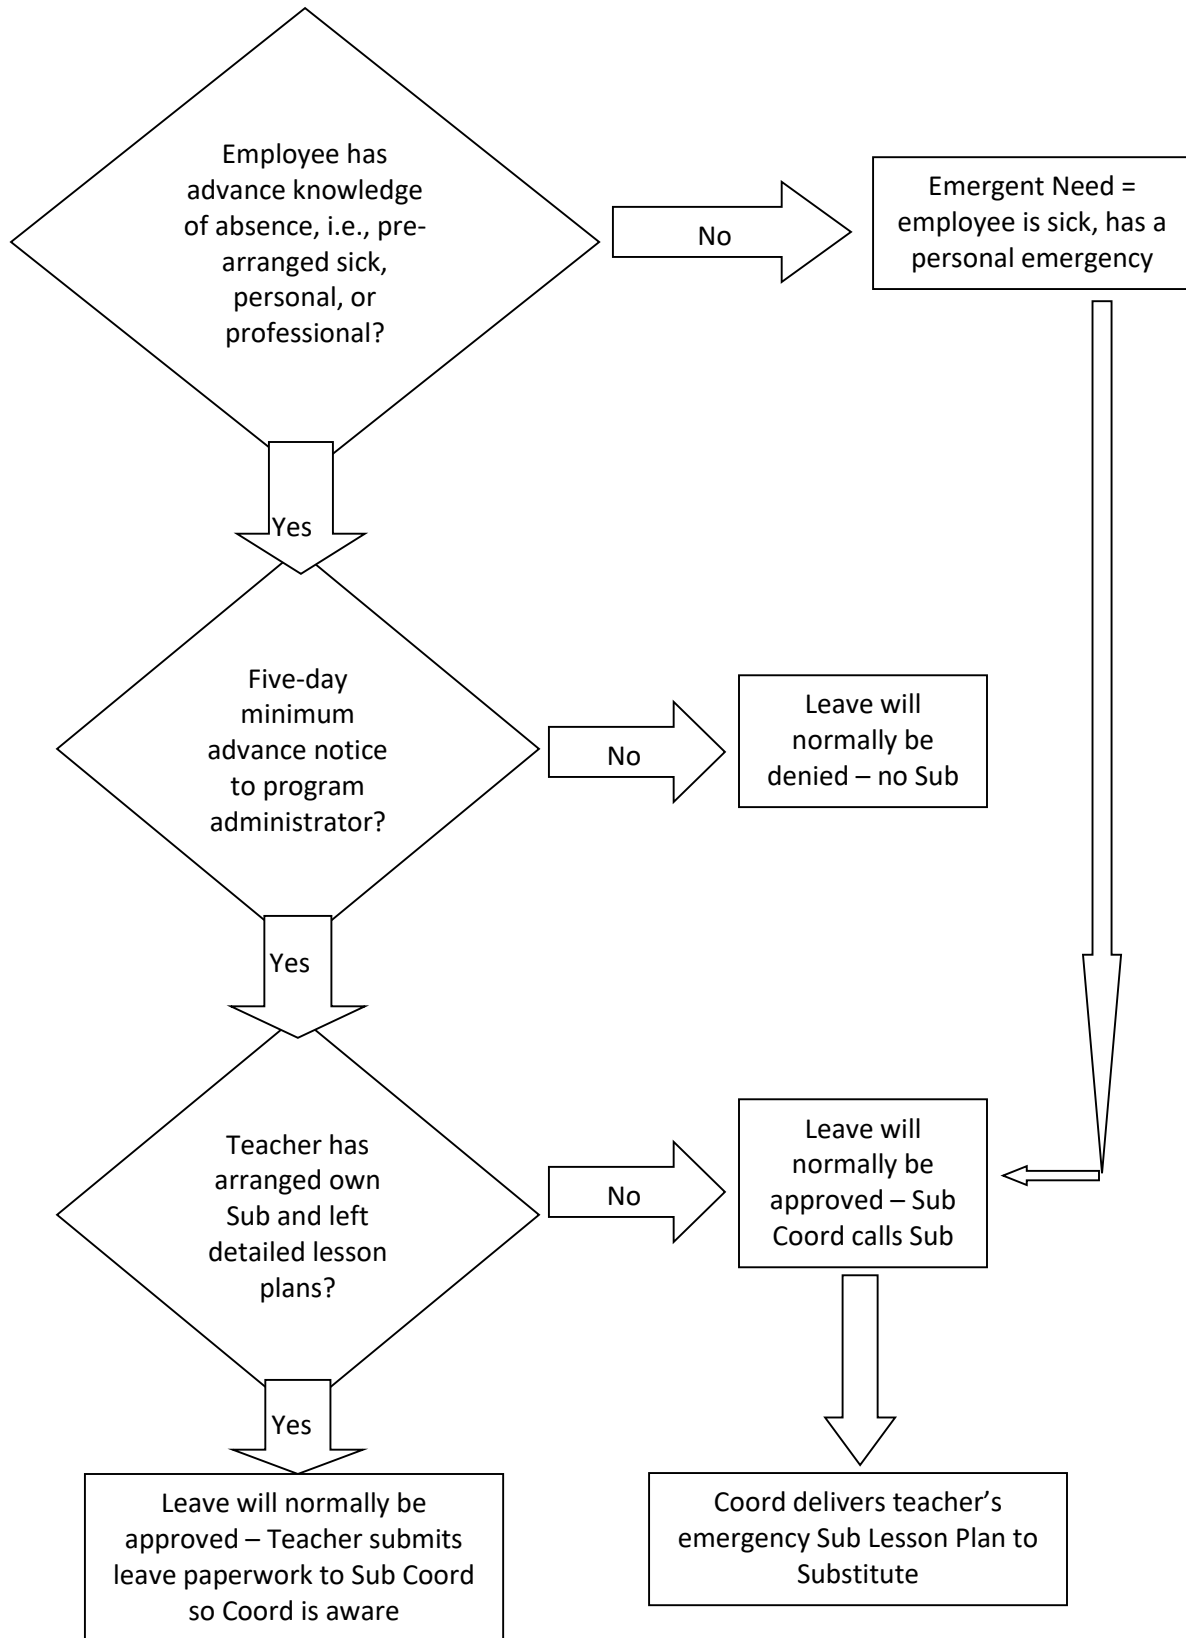 Employee has
advance knowledge
of absence, i.e., pre-
arranged sick,
personal, or
professional?
No
Emergent Need =
employee is sick, has a
personal emergency
Yes
Five-day
minimum
advance notice
to program
administrator?
No
Leave will
normally be
denied – no Sub
Yes
Teacher has
arranged own
Sub and left
detailed lesson
plans?
No
Leave will
normally be
approved – Sub
Coord calls Sub
Yes
Leave will normally be
approved – Teacher submits
leave paperwork to Sub Coord
so Coord is aware
Coord delivers teacher’s
emergency Sub Lesson Plan to
Substitute